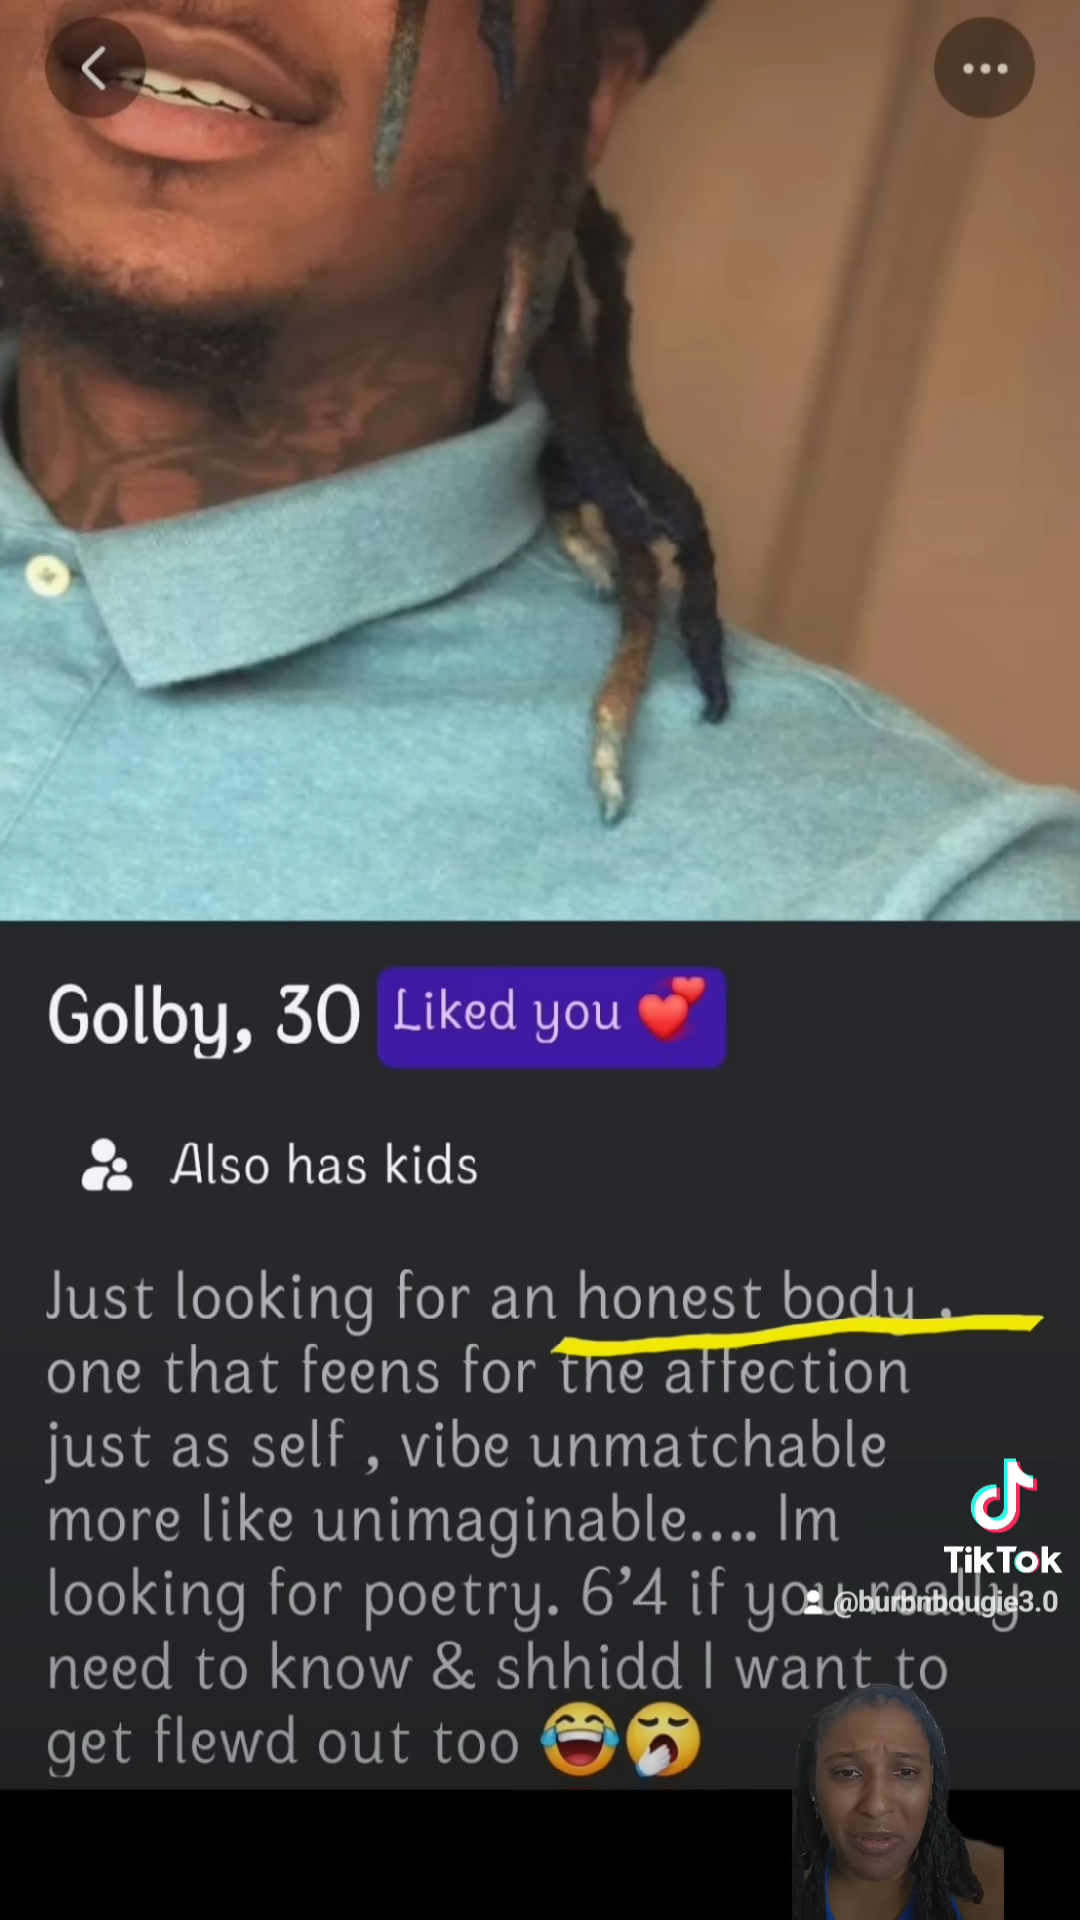 Golby, 30 Liked you 💕
Also has kids
Just looking for an honest body ,
one that feens for the affection
just as self , vibe unmatchable
more like unimaginable.... Im
looking for poetry. 6’4 if you really
need to know & shhidd I want to
get flewd out too 😂🥱
TikTok
@burbnbougie3.0